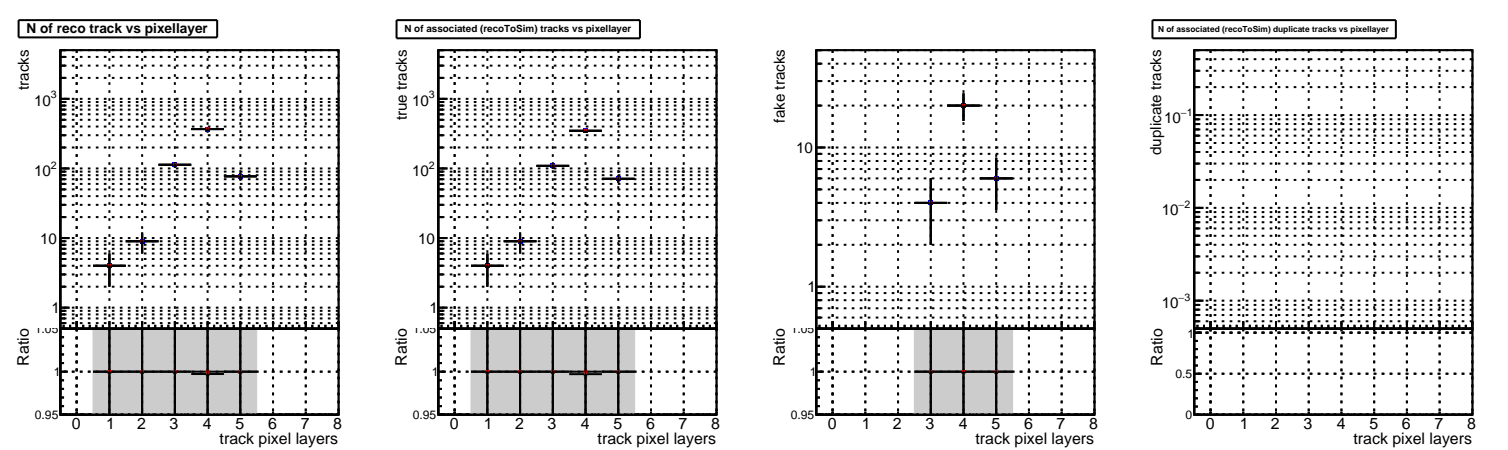 N of reco track vs pixellayer
tracks
10³
10²
10
1
Ratio
1.05
1
0.95
0 1 2 3 4 5 6 7 8
track pixel layers
N of associated (recoToSim) tracks vs pixellayer
true tracks
10³
10²
10
1
Ratio
1.05
1
0.95
0 1 2 3 4 5 6 7 8
track pixel layers
fake tracks
10
1
Ratio
1.05
1
0.95
0 1 2 3 4 5 6 7 8
track pixel layers
N of associated (recoToSim) duplicate tracks vs pixellayer
duplicate tracks
10⁻¹
10⁻²
10⁻³
Ratio
1
0.5
0
0 1 2 3 4 5 6 7 8
track pixel layers